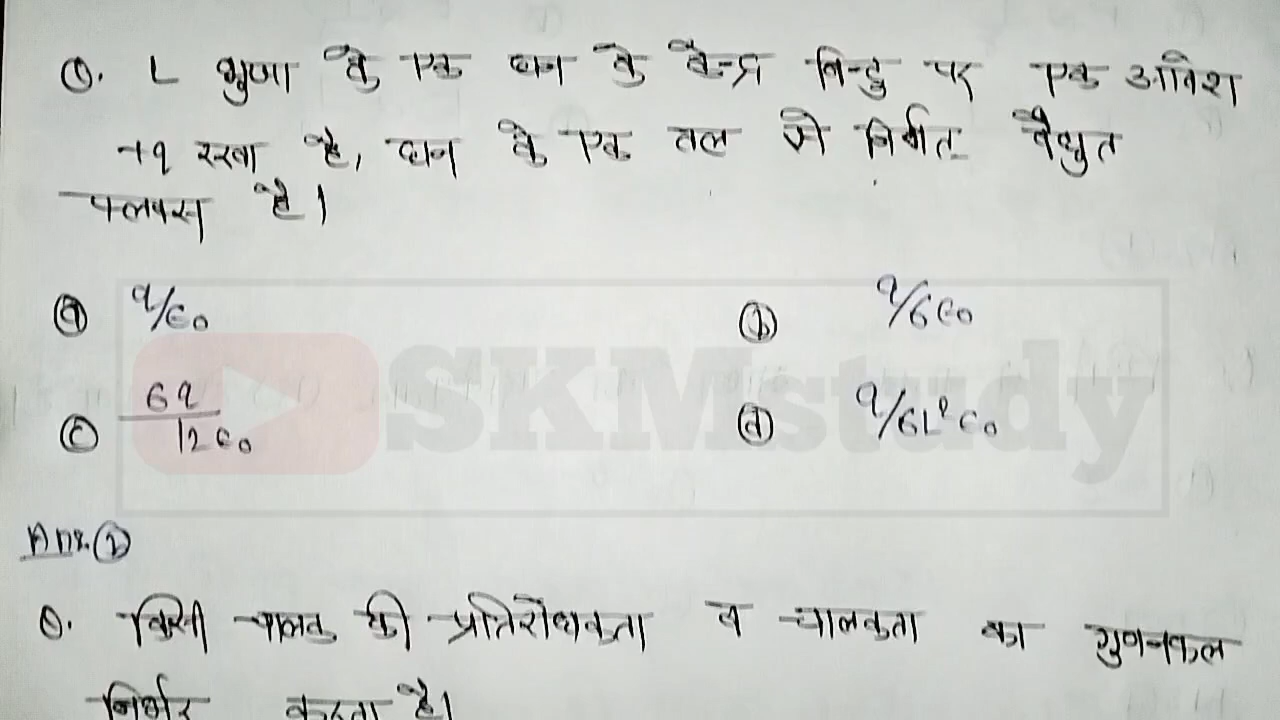 Q. L भुजा के एक घन के केन्द्र बिन्दु पर एक आवेश
+q रखा है, घन के एक तल से निर्गत वैधुत
फ्लक्स है।
(a) q/ϵ₀
(b) q/6ϵ₀
(c) 6q/12ϵ₀
(d) q/6L²ϵ₀
SKMstudy
Ans. (b)
Q. किसी चालक की प्रतिरोधकता व चालकता का गुणनफल
निर्भर करता है।